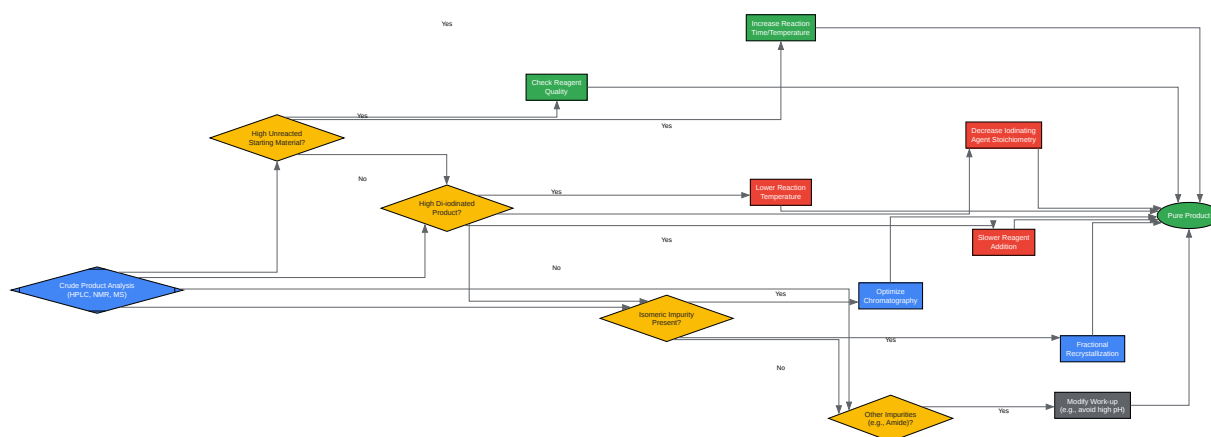 Yes
Increase Reaction
Time/Temperature
Check Reagent
Quality
Yes
Yes
High Unreacted
Starting Material?
Decrease Iodinating
Agent Stoichiometry
No
Yes
Lower Reaction
Temperature
High Di-iodinated
Product?
Pure Product
Yes
Slower Reagent
Addition
No
Crude Product Analysis
(HPLC, NMR, MS)
Yes
Optimize
Chromatography
Isomeric Impurity
Present?
Yes
Fractional
Recrystallization
No
Modify Work-up
(e.g., avoid high pH)
Yes
Other Impurities
(e.g., Amide)?